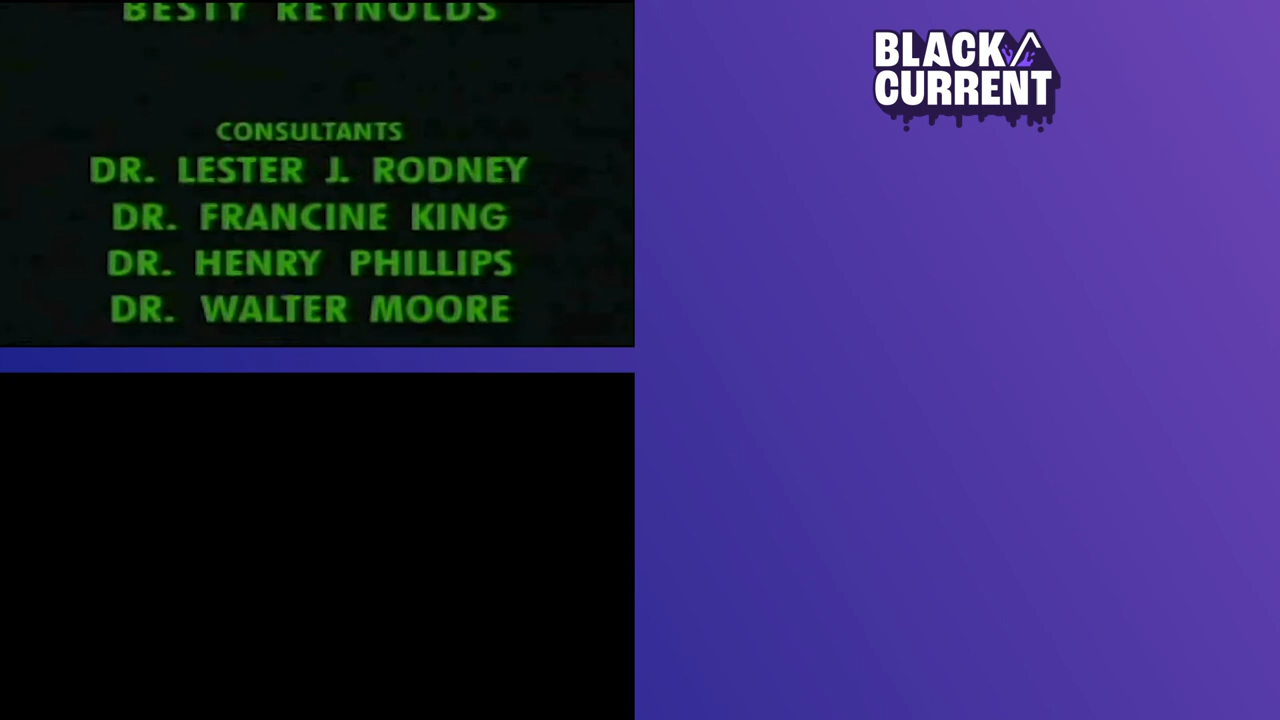 BESTY REYNOLDS
CONSULTANTS
DR. LESTER J. RODNEY
DR. FRANCINE KING
DR. HENRY PHILLIPS
DR. WALTER MOORE
BLACK
CURRENT